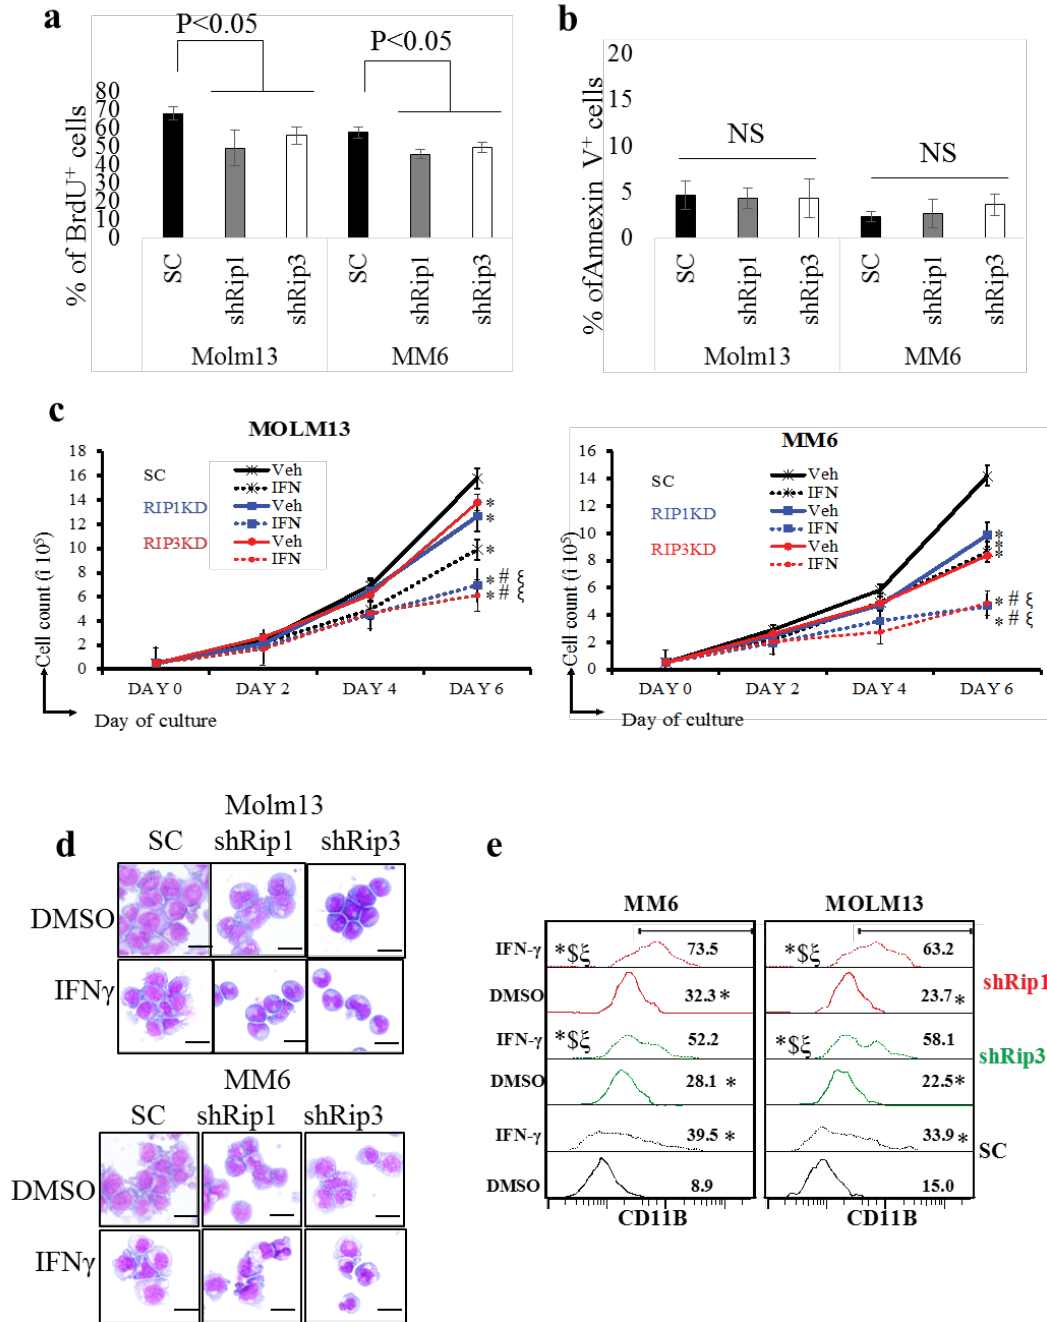 a
P<0.05
P<0.05
% of BrdU+ cells
80
70
60
50
40
30
20
10
0
SC
shRip1
shRip3
SC
shRip1
shRip3
Molm13
MM6
b
% of Annexin V+ cells
20
15
10
5
0
NS
NS
SC
shRip1
shRip3
SC
shRip1
shRip3
Molm13
MM6
c
MOLM13
Cell count (ì 10⁵)
18
16
14
12
10
8
6
4
2
0
SC
Veh
IFN
RIP1KD
Veh
IFN
RIP3KD
Veh
IFN
*
*
*
* # ξ
* # ξ
DAY 0
DAY 2
DAY 4
DAY 6
Day of culture
MM6
Cell count (ì 10⁵)
16
14
12
10
8
6
4
2
0
SC
Veh
IFN
RIP1KD
Veh
IFN
RIP3KD
Veh
IFN
*
*
*
* # ξ
* # ξ
DAY 0
DAY 2
DAY 4
DAY 6
Day of culture
d
Molm13
SC shRip1 shRip3
DMSO
IFNγ
MM6
SC shRip1 shRip3
DMSO
IFNγ
e
MM6 MOLM13
IFN-γ *$ξ 73.5 *$ξ 63.2
shRip1
DMSO 32.3 * 23.7 *
IFN-γ *$ξ 52.2 *$ξ 58.1
shRip3
DMSO 28.1 * 22.5 *
IFN-γ 39.5 * 33.9 *
SC
DMSO 8.9 15.0
CD11B CD11B